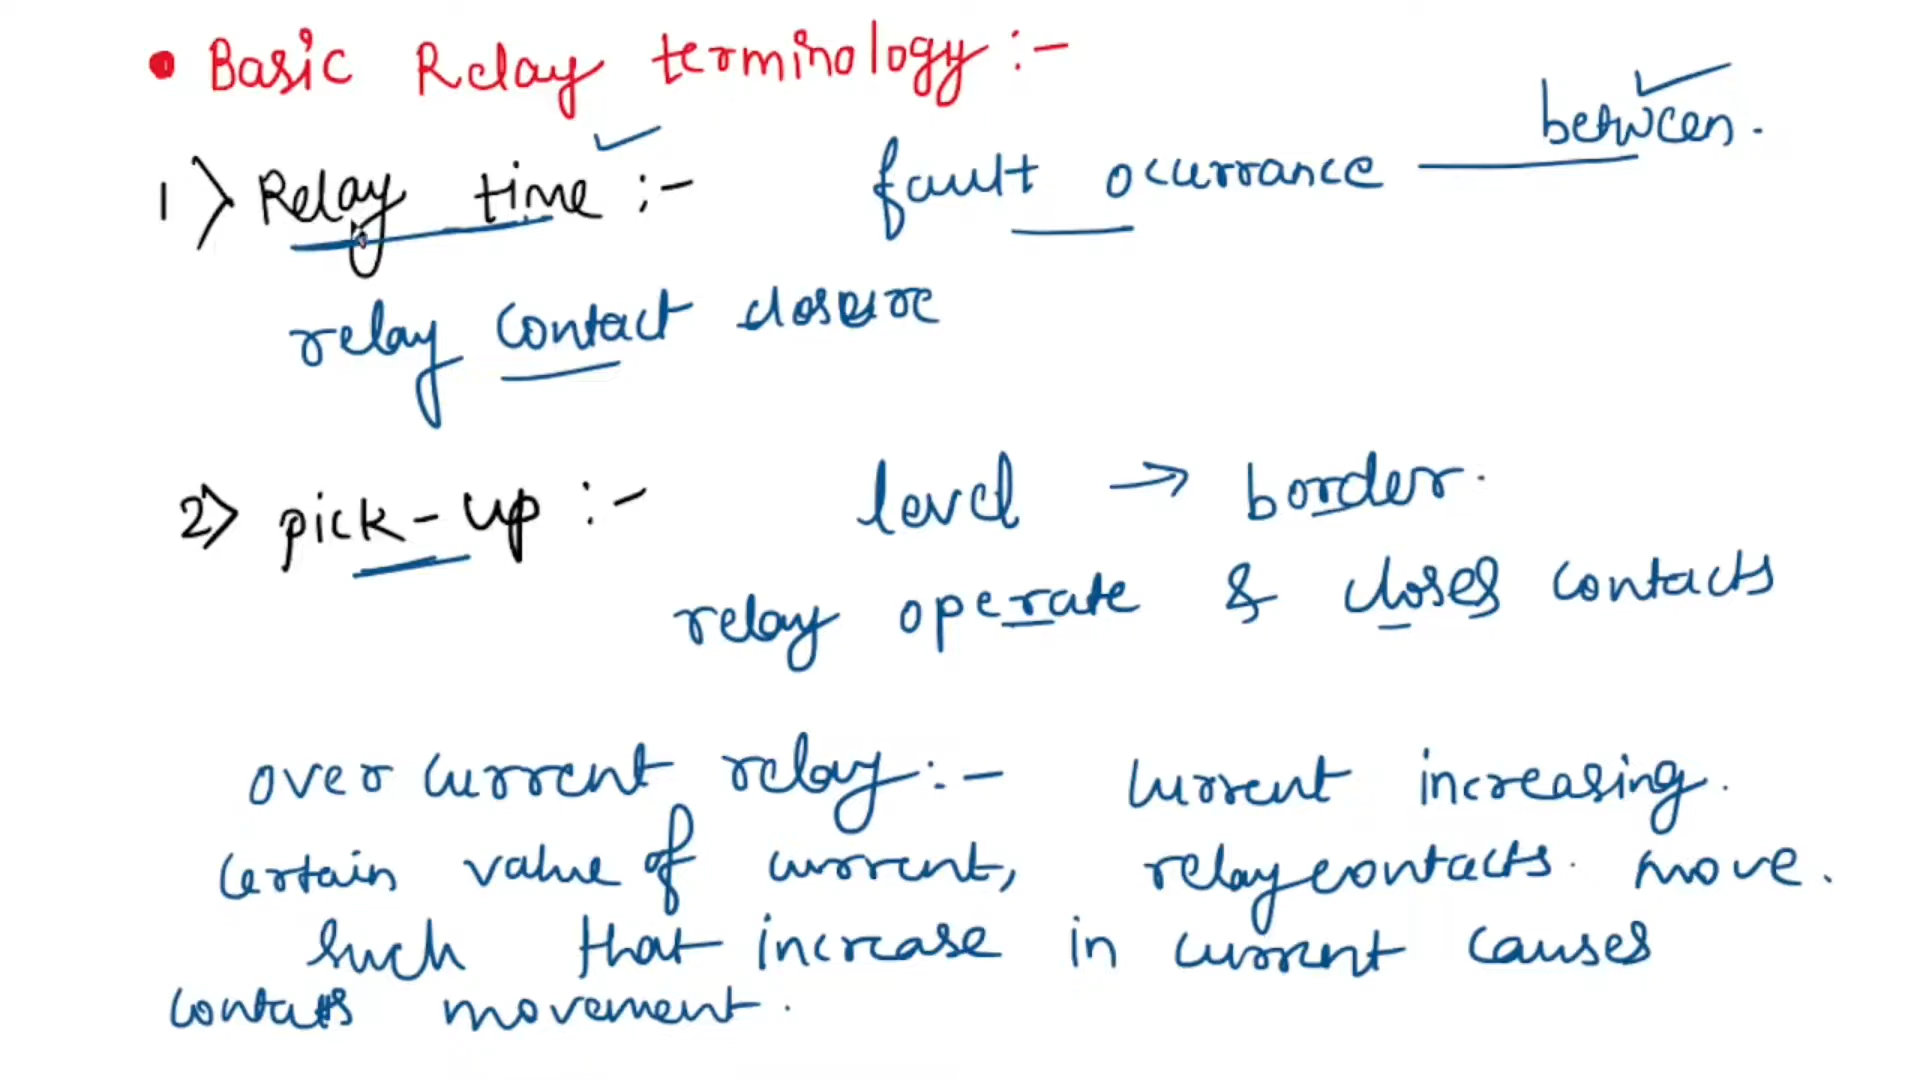 • Basic Relay terminology :-
1) Relay time :- fault ocurrance between.
relay contact closure
2) pick-up :- level → border.
relay operate & closes contacts
over current relay :- current increasing.
certain value of current, relay contacts. move.
such that increase in current causes
contacts movement.